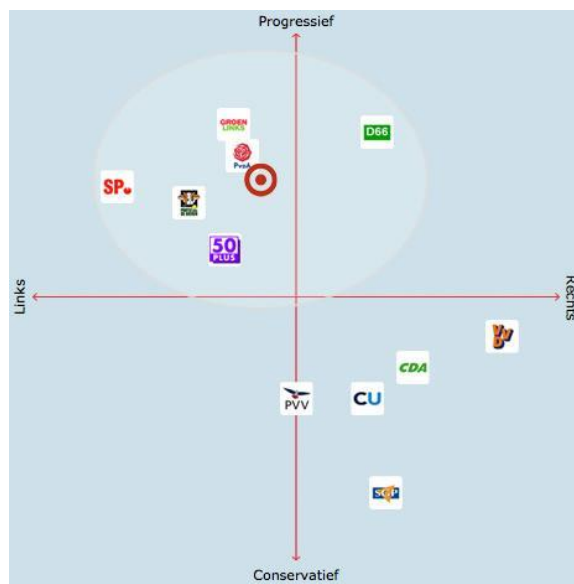 Progressief
GROEN
LINKS
D66
PvdA
SP.
50
PLUS
Links
Rechts
VVD
CDA
PVV
CU
SGP
Conservatief